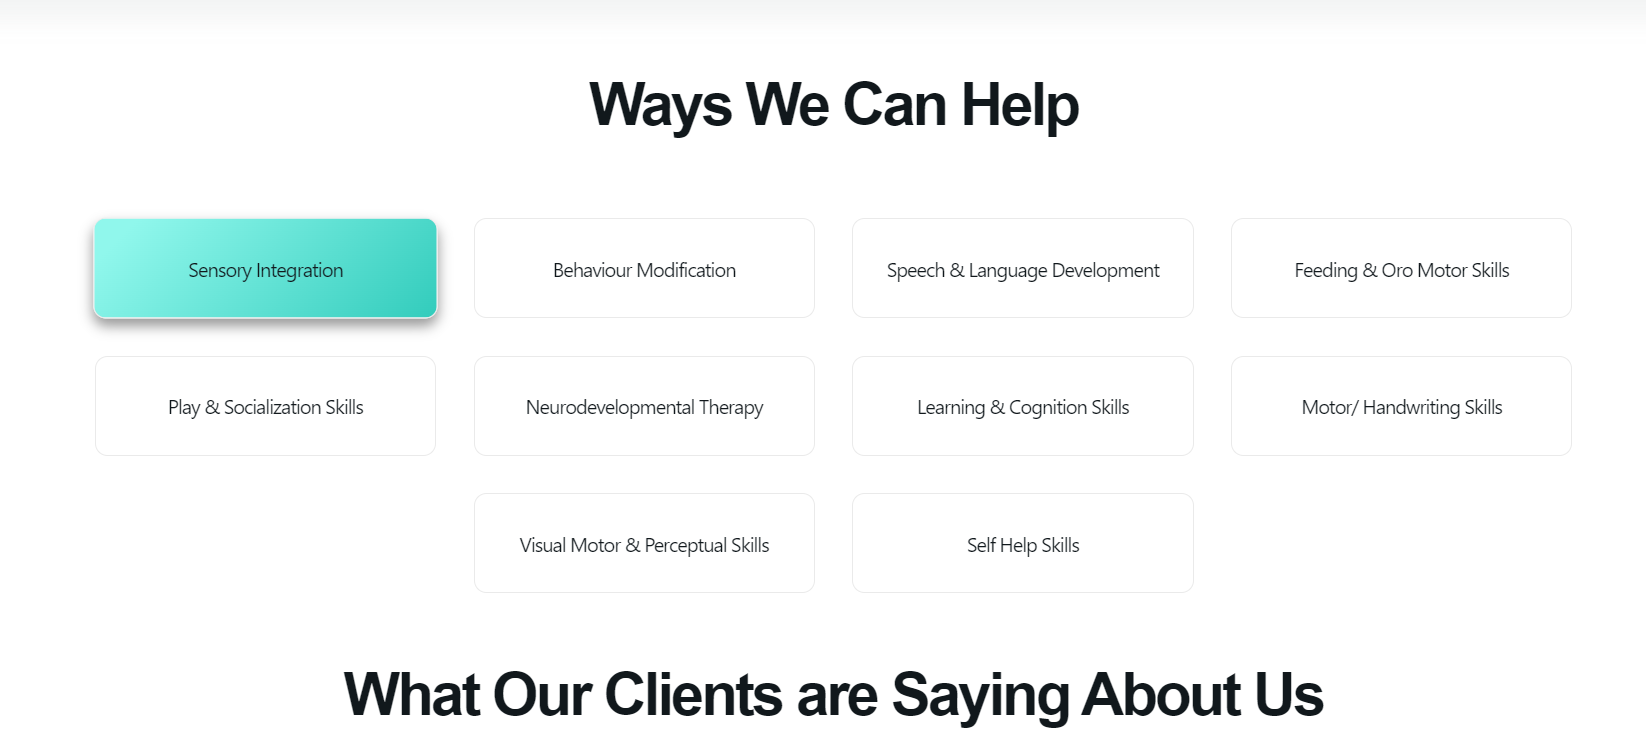 Ways We Can Help
Sensory Integration
Behaviour Modification
Speech & Language Development
Feeding & Oro Motor Skills
Play & Socialization Skills
Neurodevelopmental Therapy
Learning & Cognition Skills
Motor/ Handwriting Skills
Visual Motor & Perceptual Skills
Self Help Skills
What Our Clients are Saying About Us